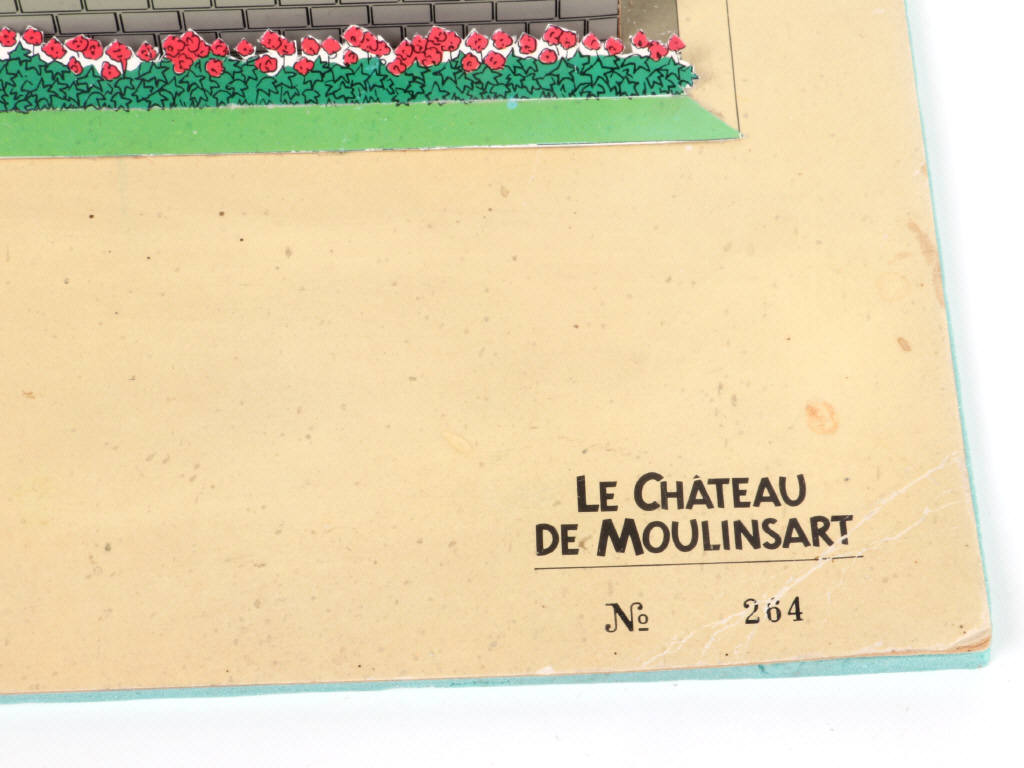 LE CHÂTEAU
DE MOULINSART
№ 264